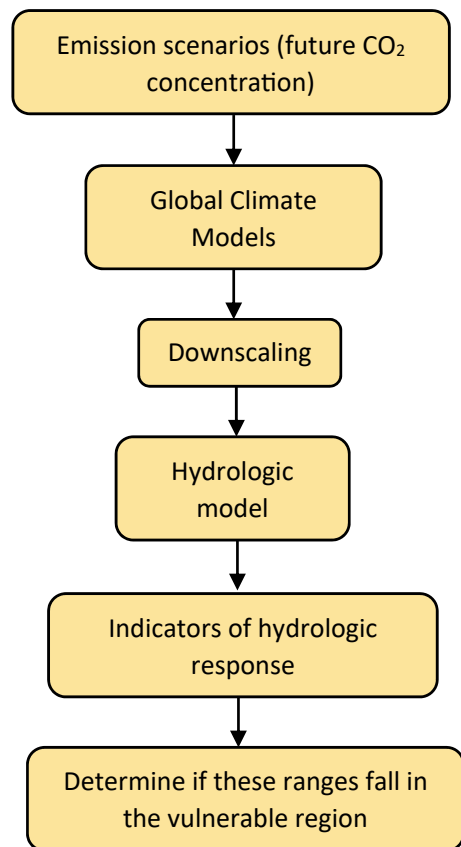 Emission scenarios (future CO₂
concentration)
Global Climate
Models
Downscaling
Hydrologic
model
Indicators of hydrologic
response
Determine if these ranges fall in
the vulnerable region